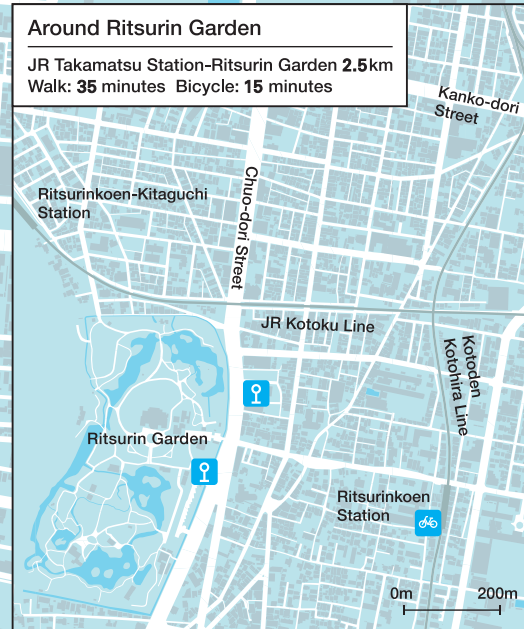 Around Ritsurin Garden
JR Takamatsu Station-Ritsurin Garden 2.5km
Walk: 35 minutes Bicycle: 15 minutes
Kanko-dori
Street
Ritsurinkoen-Kitaguchi
Station
Chuo-dori Street
JR Kotoku Line
Kotoden
Kotohira Line
Ritsurin Garden
Ritsurinkoen
Station
0m 200m